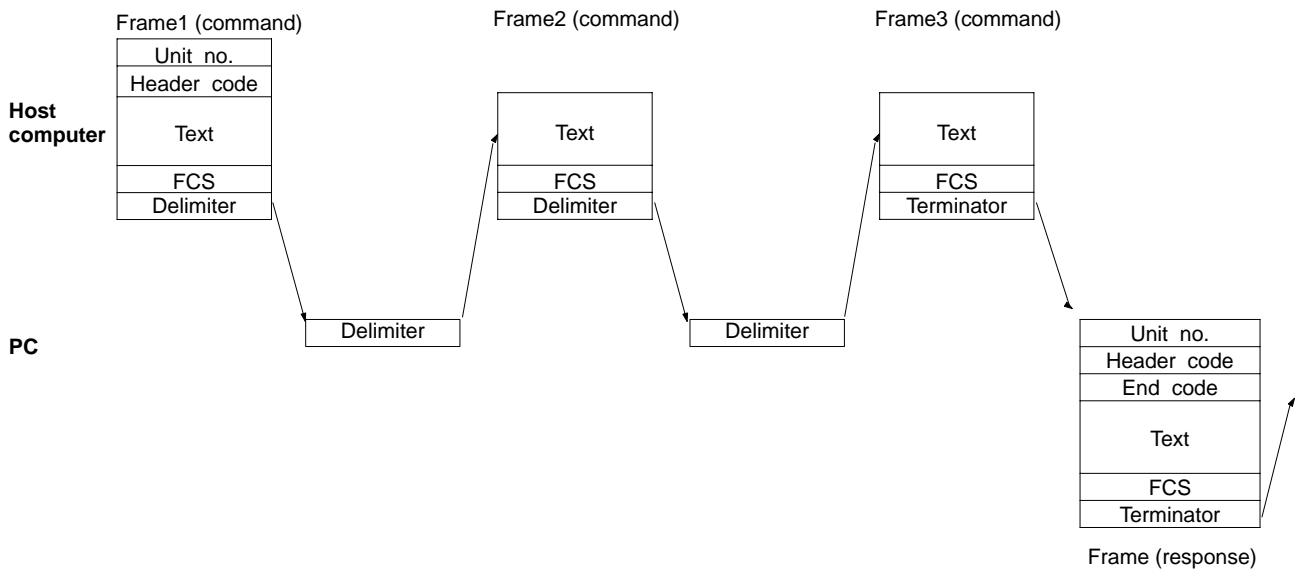 Frame1 (command)
Unit no.
Header code
Text
FCS
Delimiter
Frame2 (command)
Text
FCS
Delimiter
Frame3 (command)
Text
FCS
Terminator
Host
computer
PC
Delimiter
Delimiter
Unit no.
Header code
End code
Text
FCS
Terminator
Frame (response)